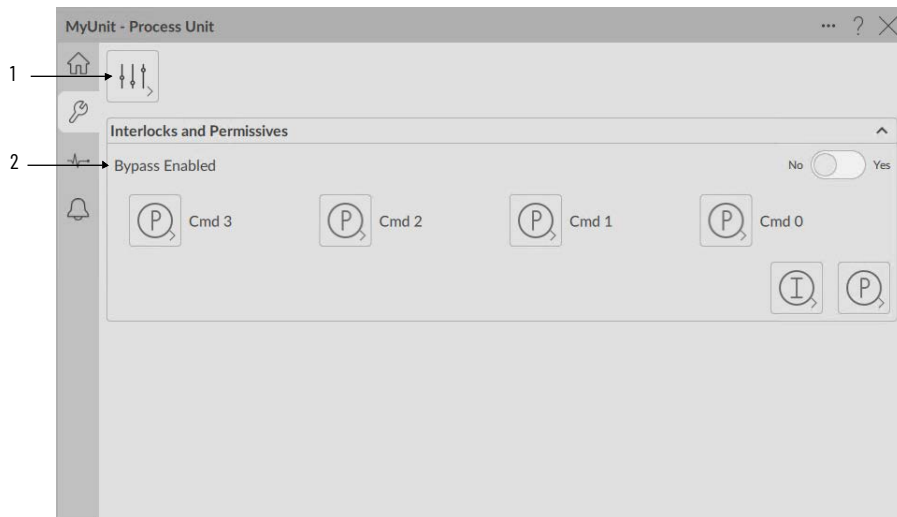 MyUnit - Process Unit ... ?
1
Interlocks and Permissives
2 Bypass Enabled No Yes
P Cmd 3 P Cmd 2 P Cmd 1 P Cmd 0
I P